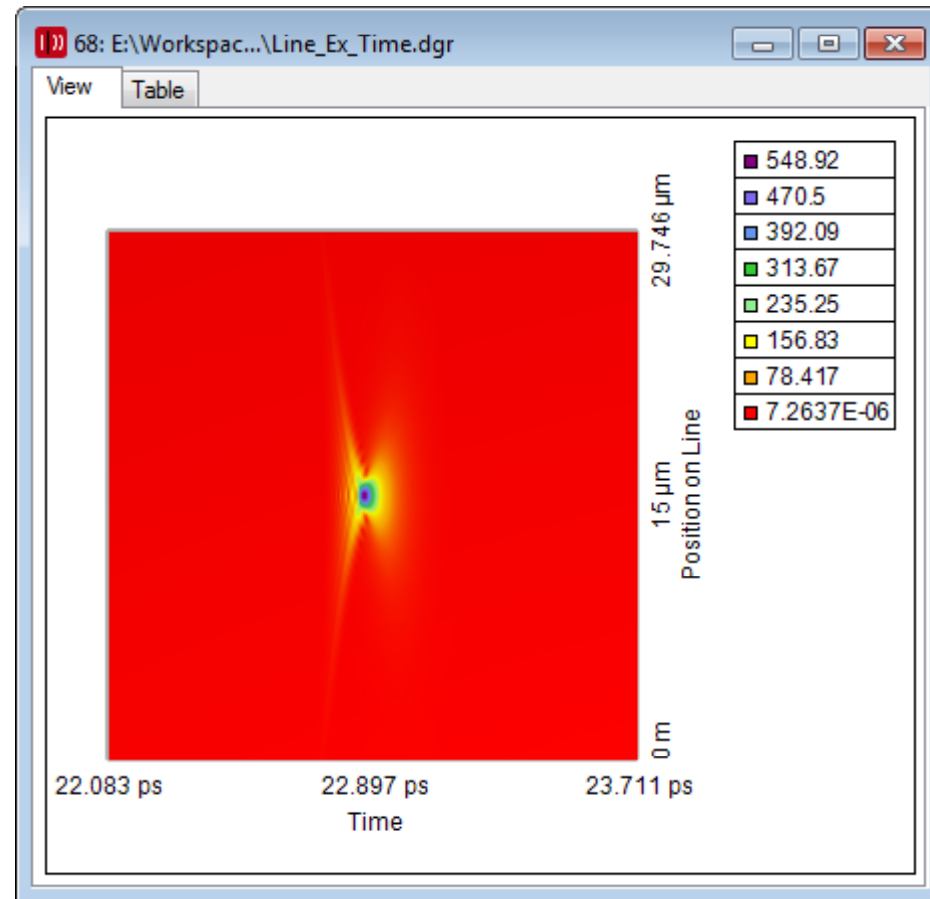 68: E:\Workspac...\Line_Ex_Time.dgr
View
Table
548.92
470.5
392.09
313.67
235.25
156.83
78.417
7.2637E-06
29.746 µm
15 µm
Position on Line
0 m
22.083 ps
22.897 ps
23.711 ps
Time